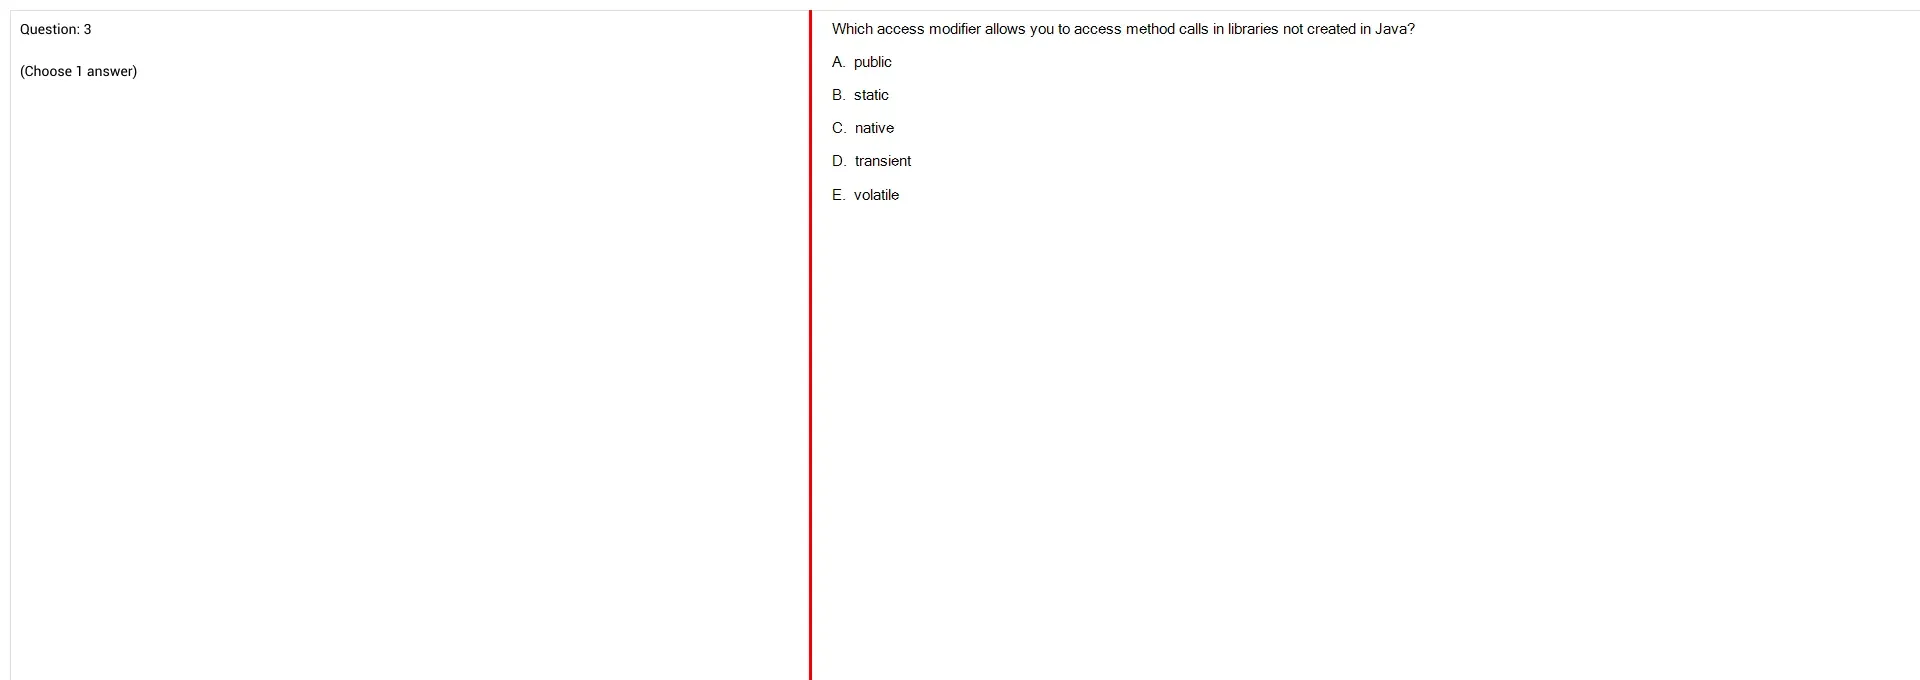 Question: 3
(Choose 1 answer)
Which access modifier allows you to access method calls in libraries not created in Java?
A. public
B. static
C. native
D. transient
E. volatile